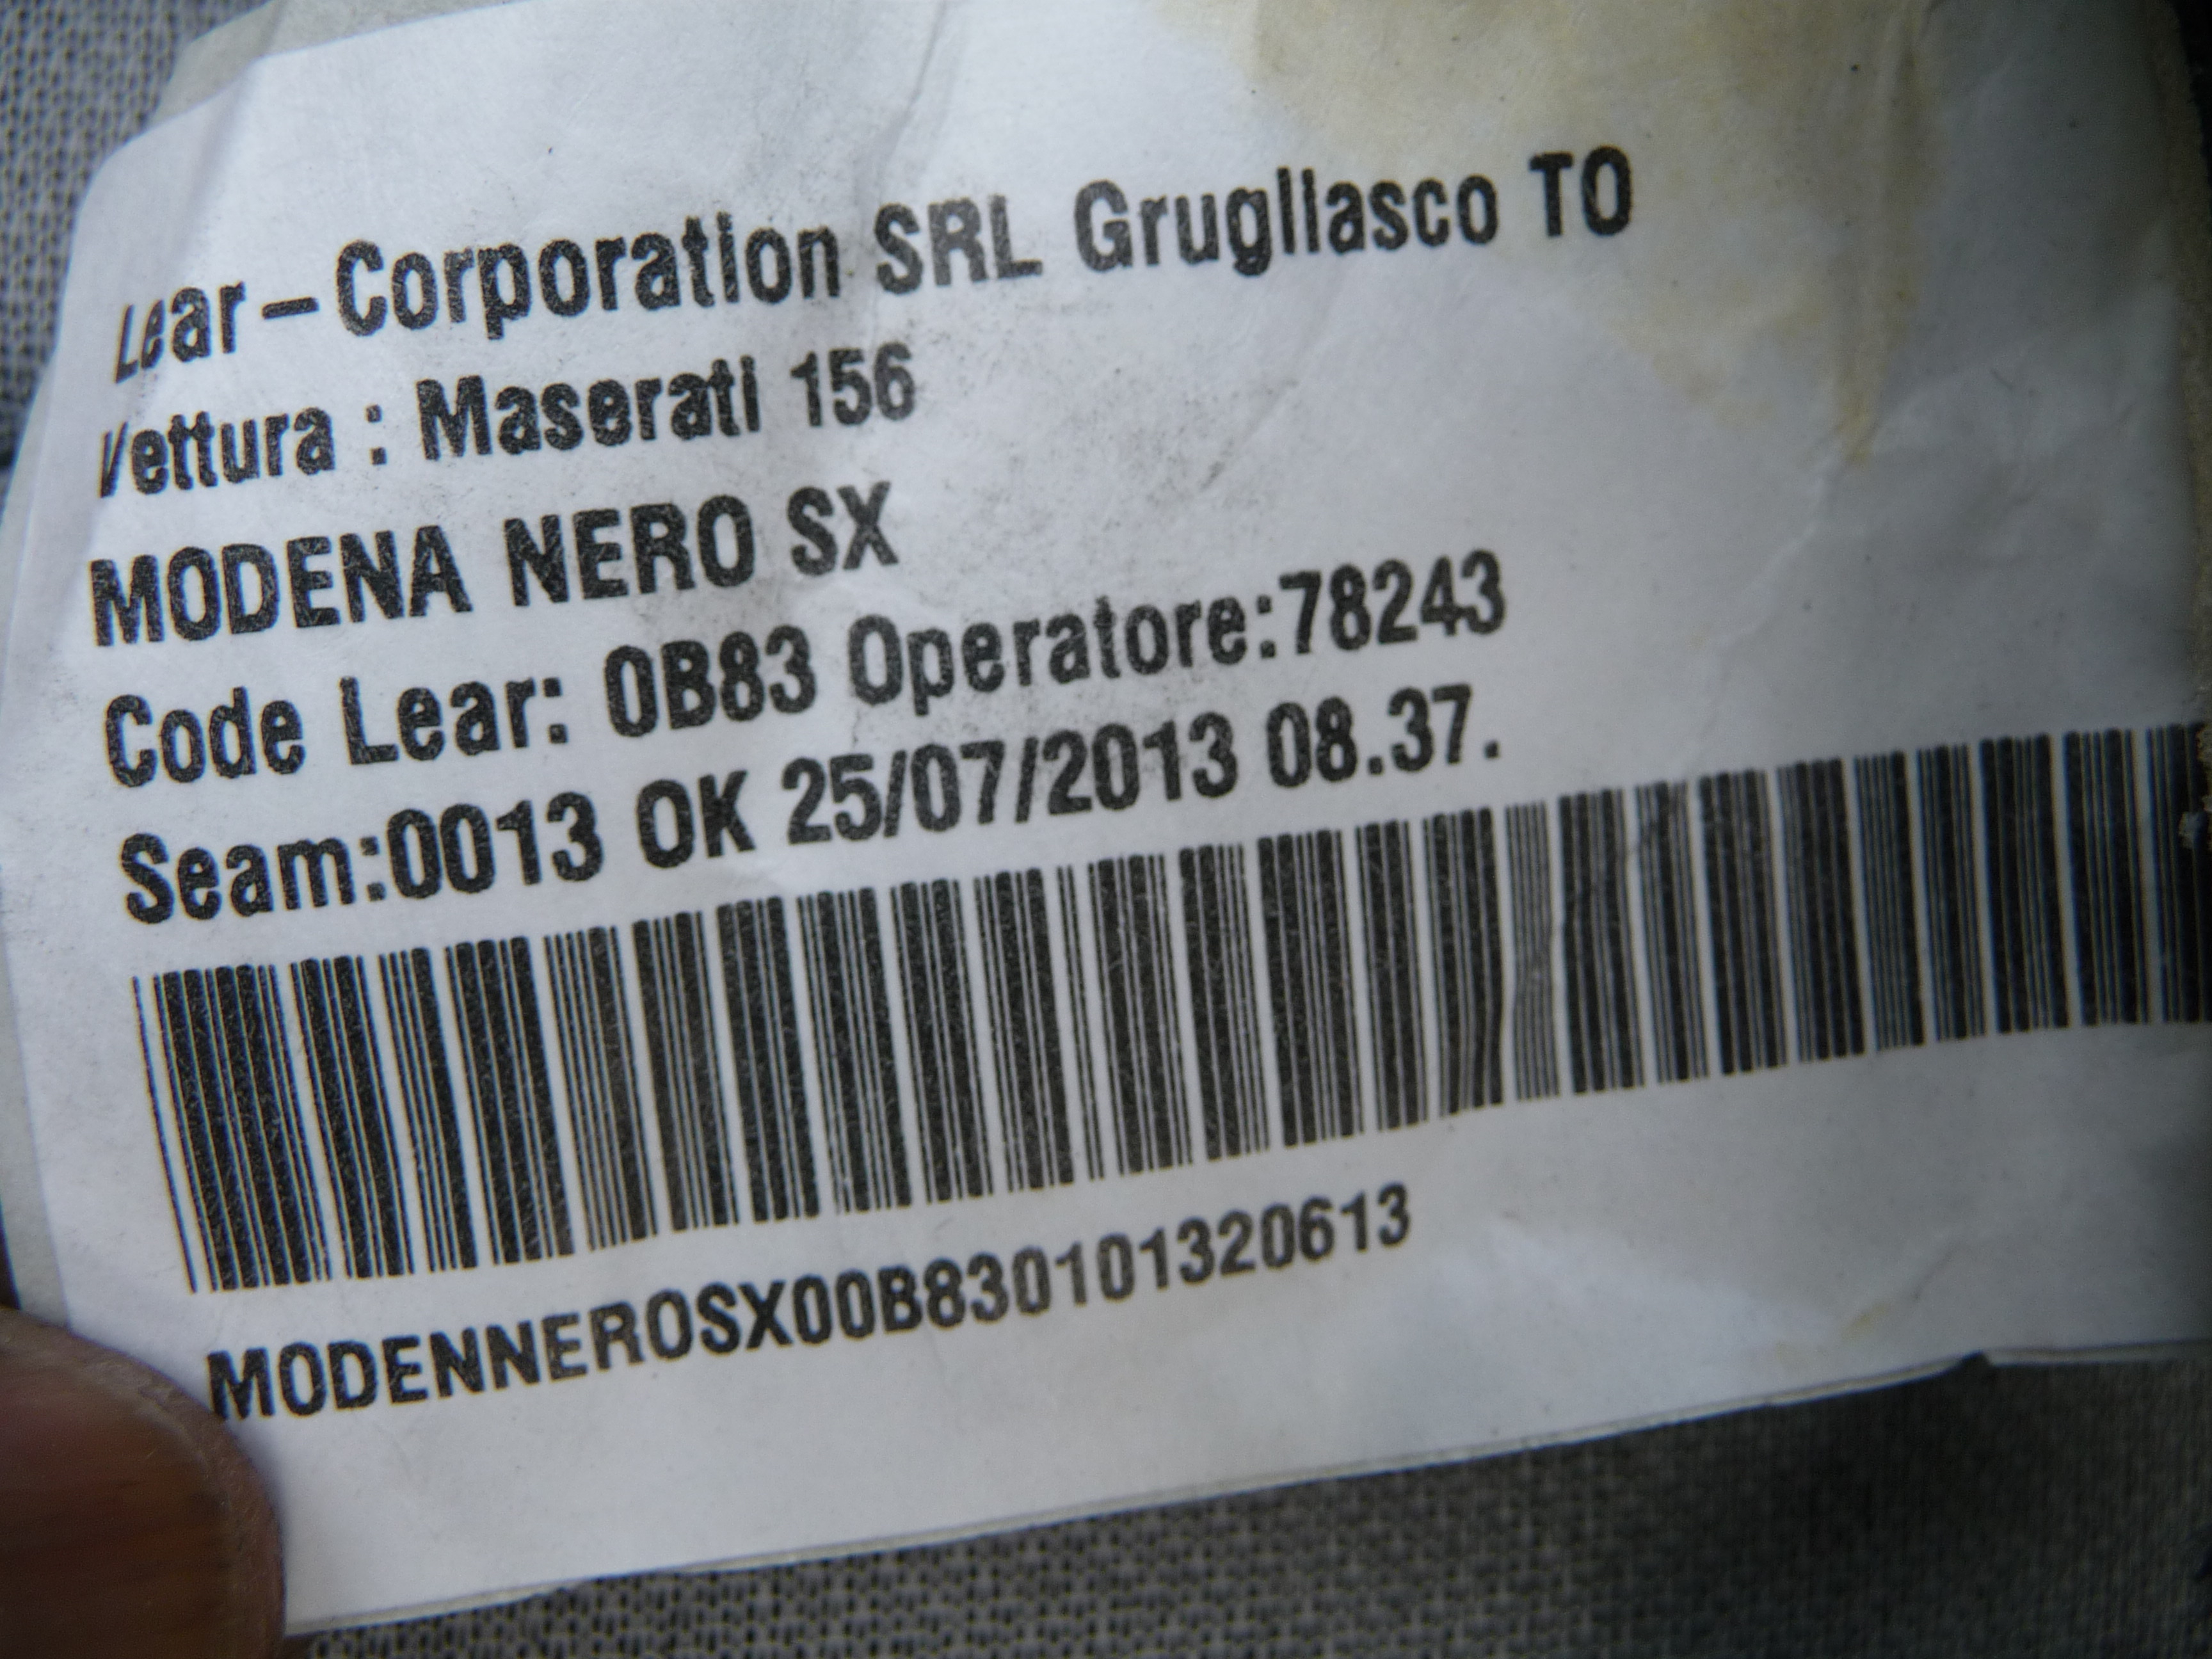 Lear-Corporation SRL Grugliasco TO
Vettura : Maserati 156
MODENA NERO SX
Code Lear: 0B83 Operatore:78243
Seam:0013 OK 25/07/2013 08.37.
MODENNEROSX00B830101320613